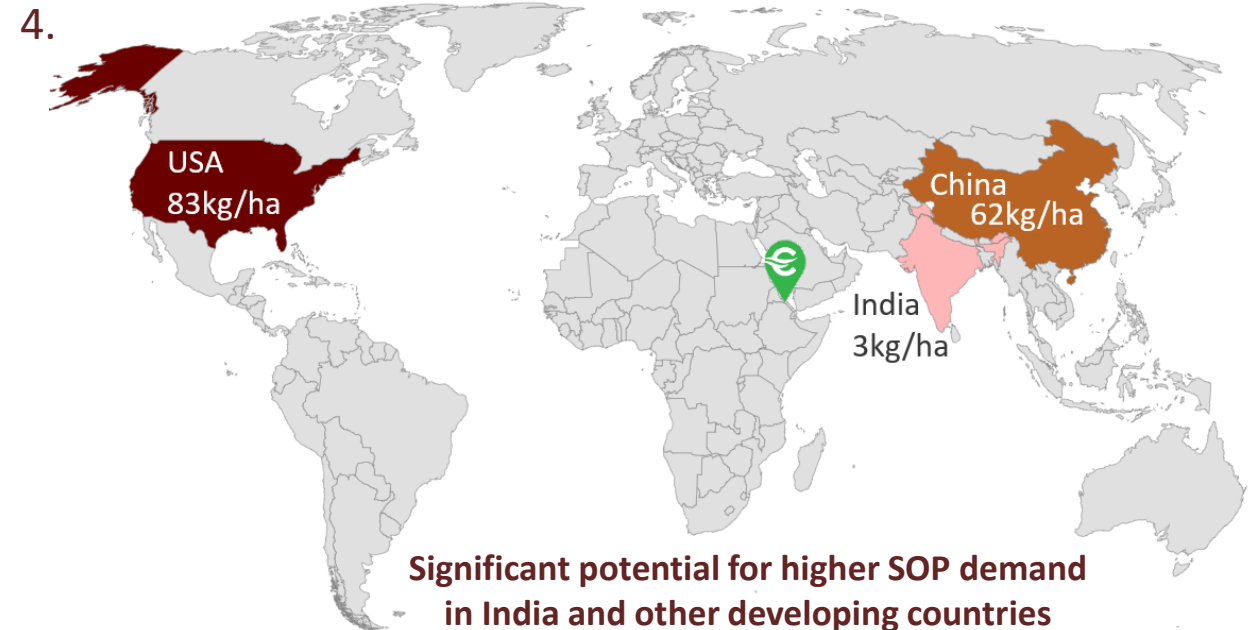 4.
USA
83kg/ha
China
62kg/ha
India
3kg/ha
Significant potential for higher SOP demand
in India and other developing countries